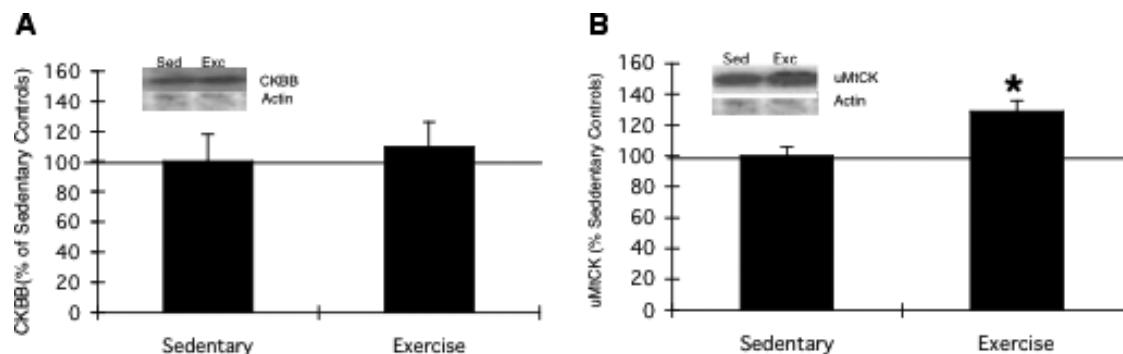 A
CKBB (% of Sedentary Controls)
160
140
120
100
80
60
40
20
0
Sed Exc
CKBB
Actin
Sedentary Exercise
B
uMtCK (% Seddentary Controls)
160
140
120
100
80
60
40
20
0
Sed Exc
uMtCK
Actin
*
Sedentary Exercise